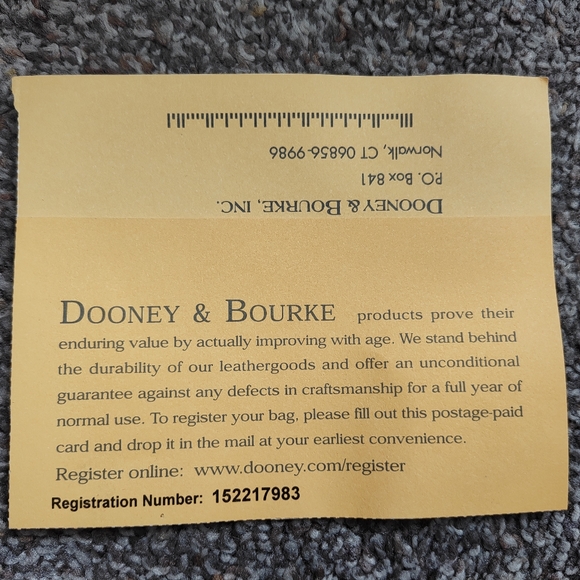 DOONEY & BOURKE, INC.
P.O. Box 841
Norwalk, CT 06856-9986
DOONEY & BOURKE products prove their
enduring value by actually improving with age. We stand behind
the durability of our leathergoods and offer an unconditional
guarantee against any defects in craftsmanship for a full year of
normal use. To register your bag, please fill out this postage-paid
card and drop it in the mail at your earliest convenience.
Register online: www.dooney.com/register
Registration Number: 152217983